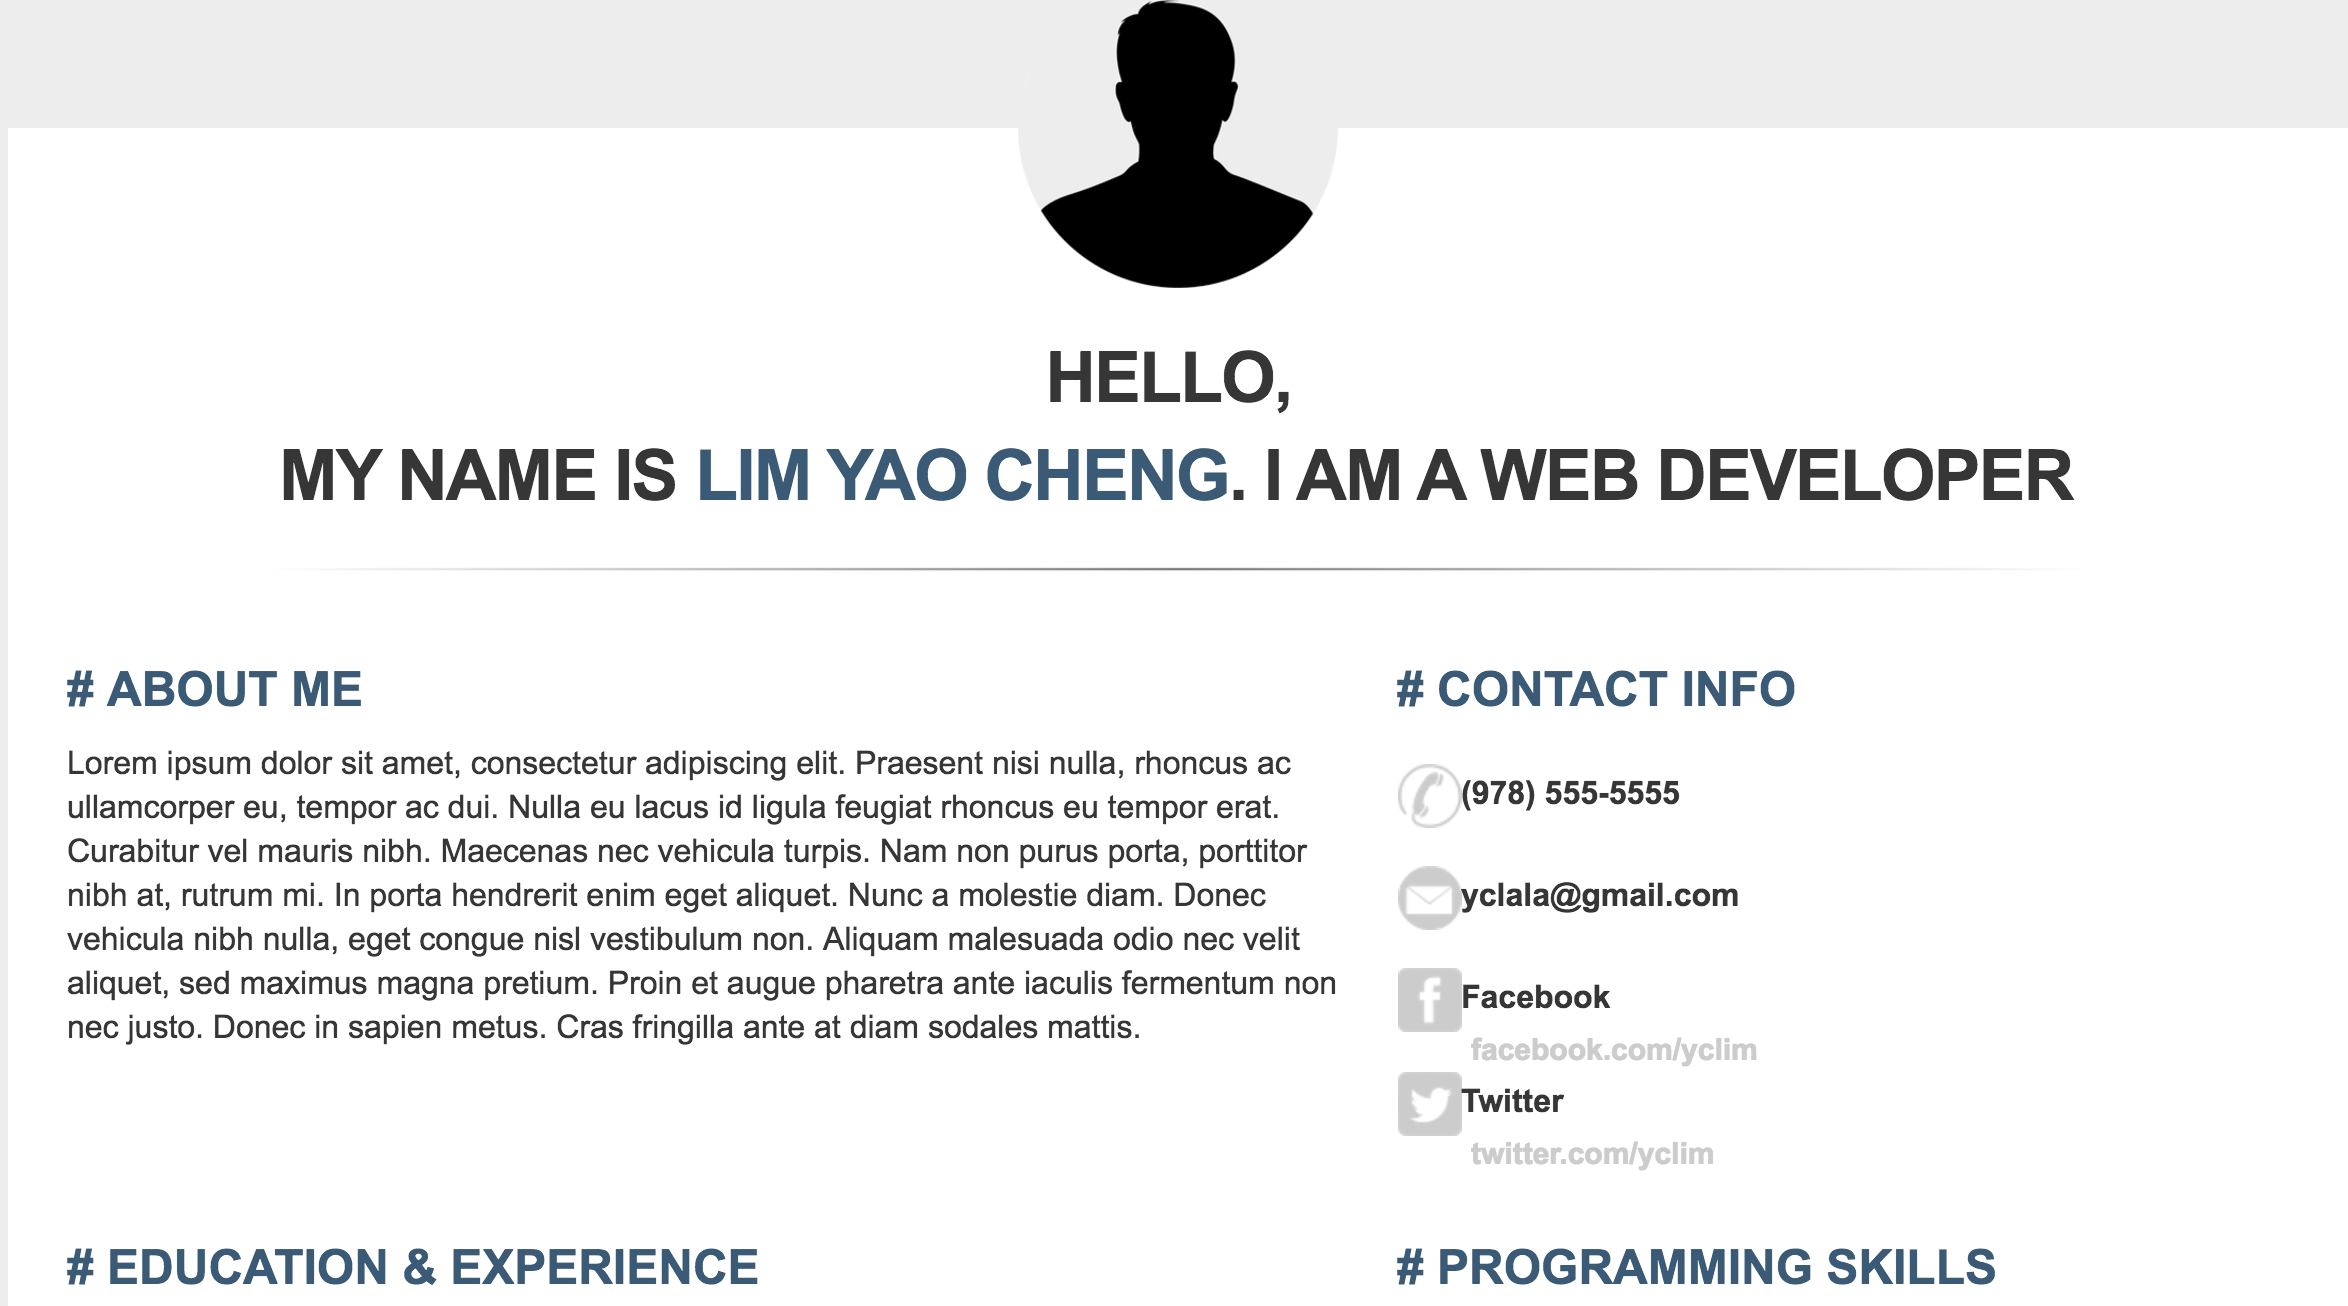 HELLO,
MY NAME IS LIM YAO CHENG. I AM A WEB DEVELOPER
# ABOUT ME
Lorem ipsum dolor sit amet, consectetur adipiscing elit. Praesent nisi nulla, rhoncus ac
ullamcorper eu, tempor ac dui. Nulla eu lacus id ligula feugiat rhoncus eu tempor erat.
Curabitur vel mauris nibh. Maecenas nec vehicula turpis. Nam non purus porta, porttitor
nibh at, rutrum mi. In porta hendrerit enim eget aliquet. Nunc a molestie diam. Donec
vehicula nibh nulla, eget congue nisl vestibulum non. Aliquam malesuada odio nec velit
aliquet, sed maximus magna pretium. Proin et augue pharetra ante iaculis fermentum non
nec justo. Donec in sapien metus. Cras fringilla ante at diam sodales mattis.
# CONTACT INFO
(978) 555-5555
yclala@gmail.com
Facebook
facebook.com/yclim
Twitter
twitter.com/yclim
# EDUCATION & EXPERIENCE
# PROGRAMMING SKILLS